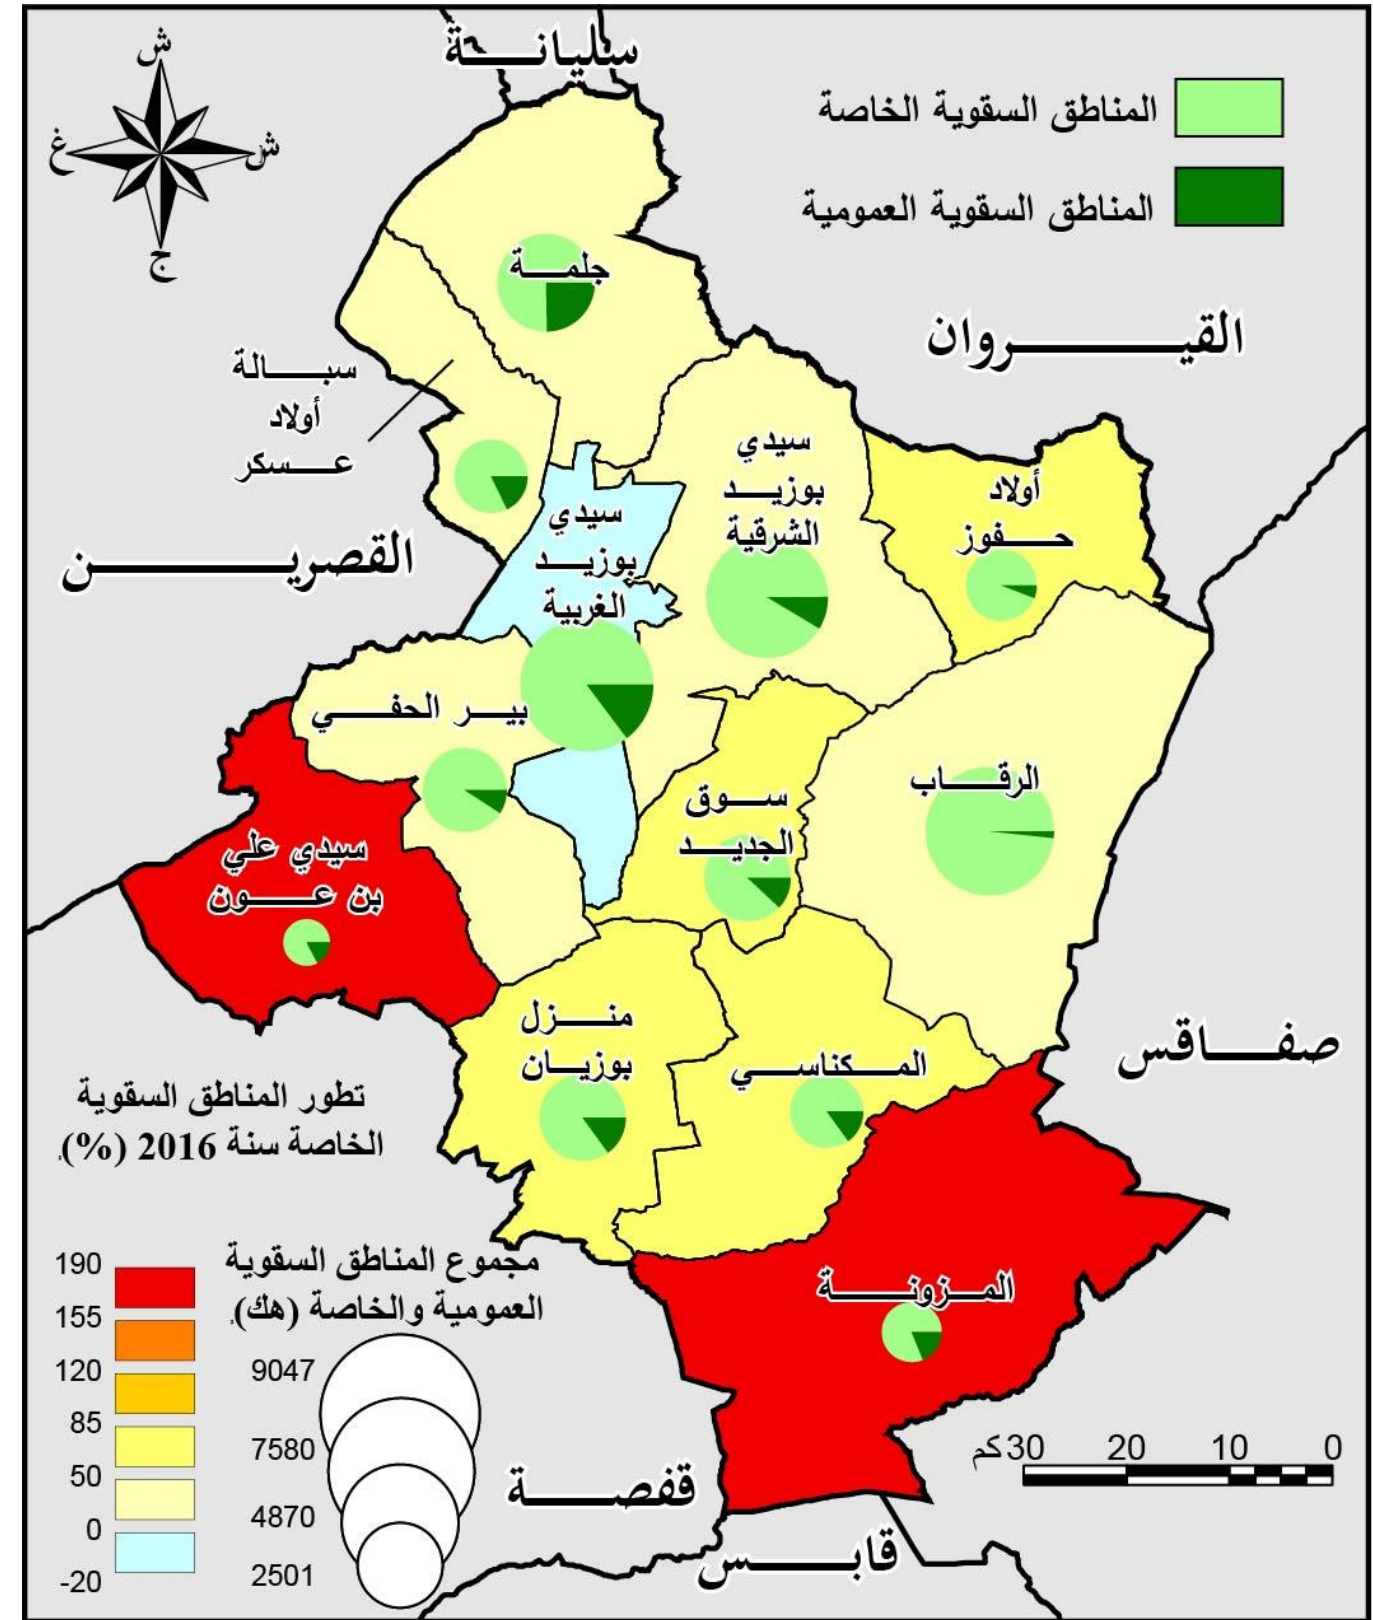 سليانة
ش
غ
ش
ج
المناطق السقوية الخاصة
المناطق السقوية العمومية
جلمة
القيروان
سبالة
أولاد
عسكر
سيدي
بوزيد
الشرقية
أولاد
حفوز
سيدي
بوزيد
الغربية
القصرين
بير الحفي
الرقاب
سوق
الجديد
سيدي علي
بن عون
منزل
بوزيان
المكناسي
صفاقس
تطور المناطق السقوية
الخاصة سنة 2016 (%)
المزونة
مجموع المناطق السقوية
العمومية والخاصة (هك)
190
155
120
85
50
0
-20
9047
7580
4870
2501
كم 30 20 10 0
قفصة
قابس